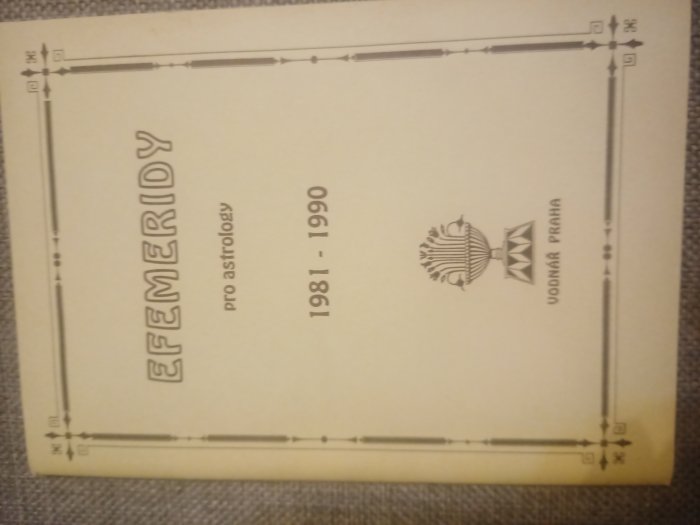 EFEMERIDY
pro astrology
1981 - 1990
VODNÁŘ PRAHA